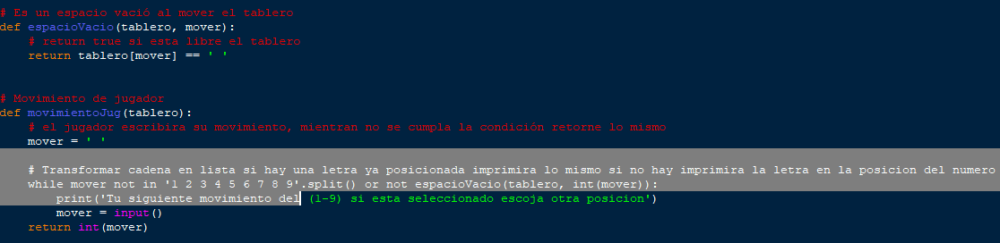 # Es un espacio vació al mover el tablero
def espacioVacio(tablero, mover):
    # return true si esta libre el tablero
    return tablero[mover] == ' '
# Movimiento de jugador
def movimientoJug(tablero):
    # el jugador escribira su movimiento, mientran no se cumpla la condición retorne lo mismo
    mover = ' '
    # Transformar cadena en lista si hay una letra ya posicionada imprimira lo mismo si no hay imprimira la letra en la posicion del numero
    while mover not in '1 2 3 4 5 6 7 8 9'.split() or not espacioVacio(tablero, int(mover)):
        print('Tu siguiente movimiento del (1-9) si esta seleccionado escoja otra posicion')
        mover = input()
    return int(mover)